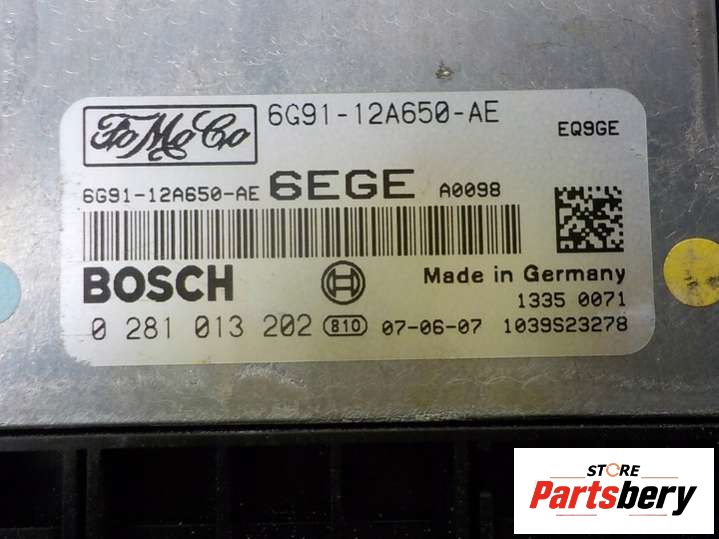 FoMoCo
6G91-12A650-AE
EQ9GE
6G91-12A650-AE 6EGE A0098
BOSCH
Made in Germany
1335 0071
0 281 013 202 810 07-06-07 1039S23278
STORE
Partsbery